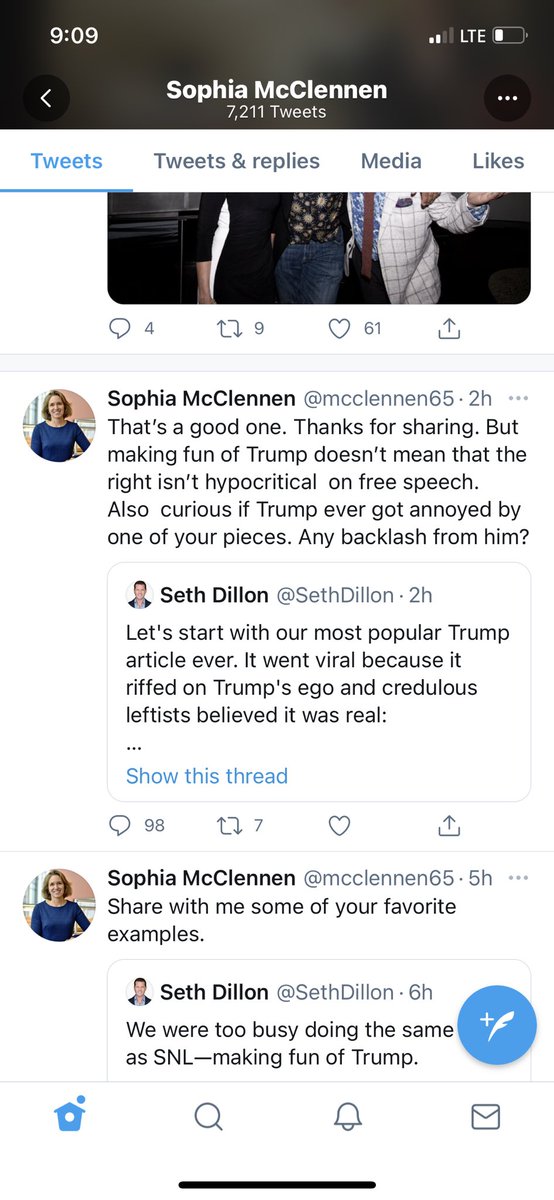 9:09
LTE
Sophia McClennen
7,211 Tweets
Tweets
Tweets & replies
Media
Likes
4
9
61
Sophia McClennen @mcclennen65 · 2h
That’s a good one. Thanks for sharing. But
making fun of Trump doesn’t mean that the
right isn’t hypocritical  on free speech.
Also  curious if Trump ever got annoyed by
one of your pieces. Any backlash from him?
Seth Dillon @SethDillon · 2h
Let's start with our most popular Trump
article ever. It went viral because it
riffed on Trump's ego and credulous
leftists believed it was real:
...
Show this thread
98
7
Sophia McClennen @mcclennen65 · 5h
Share with me some of your favorite
examples.
Seth Dillon @SethDillon · 6h
We were too busy doing the same
as SNL—making fun of Trump.